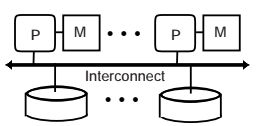 P M • • • P M
Interconnect
• • •